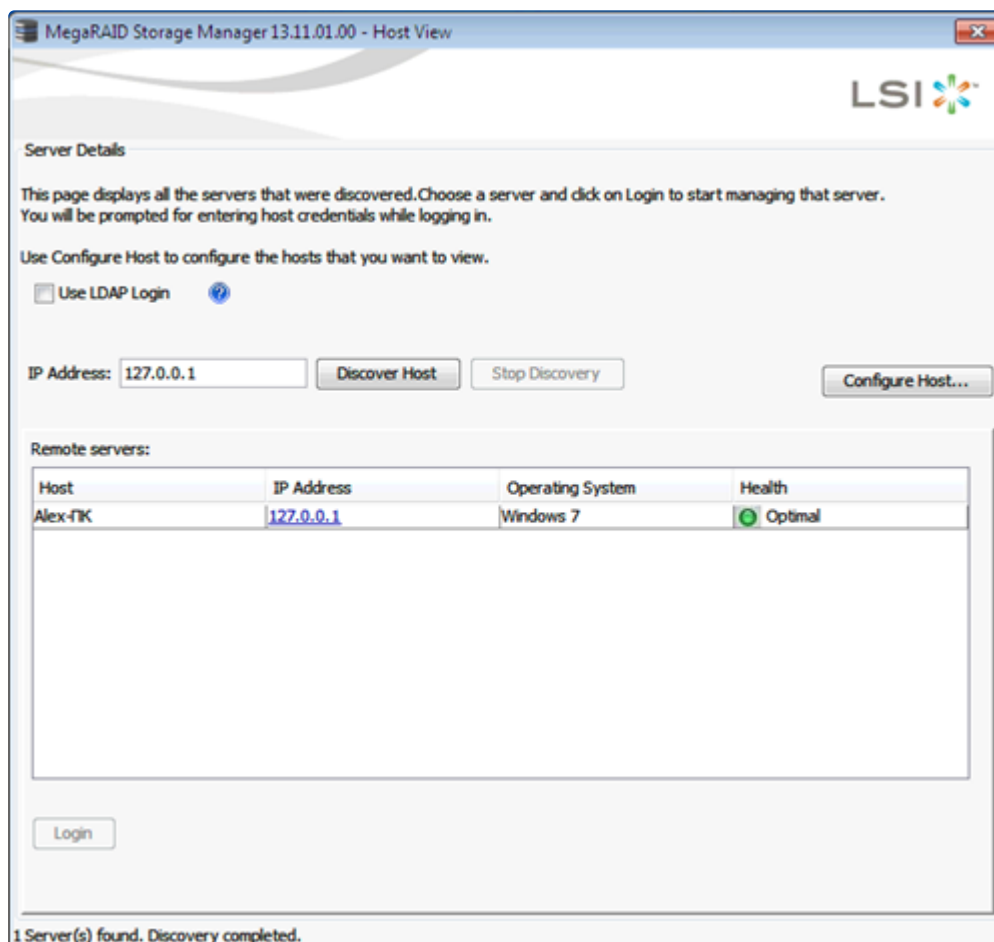 MegaRAID Storage Manager 13.11.01.00 - Host View
LSI
Server Details
This page displays all the servers that were discovered.Choose a server and click on Login to start managing that server.
You will be prompted for entering host credentials while logging in.
Use Configure Host to configure the hosts that you want to view.
Use LDAP Login
IP Address: 127.0.0.1 Discover Host Stop Discovery Configure Host...
Remote servers:
Host IP Address Operating System Health
Alex-ПК 127.0.0.1 Windows 7 Optimal
Login
1 Server(s) found. Discovery completed.